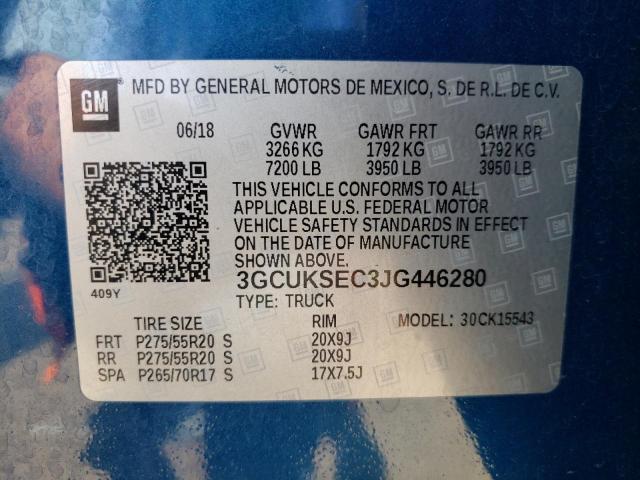 GM
MFD BY GENERAL MOTORS DE MEXICO, S. DE R.L. DE C.V.
06/18 GVWR GAWR FRT GAWR RR
3266 KG 1792 KG 1792 KG
7200 LB 3950 LB 3950 LB
THIS VEHICLE CONFORMS TO ALL
APPLICABLE U.S. FEDERAL MOTOR
VEHICLE SAFETY STANDARDS IN EFFECT
ON THE DATE OF MANUFACTURE
SHOWN ABOVE.
409Y
3GCUKSEC3JG446280
TYPE: TRUCK
TIRE SIZE RIM MODEL: 30CK15543
FRT P275/55R20 S 20X9J
RR P275/55R20 S 20X9J
SPA P265/70R17 S 17X7.5J